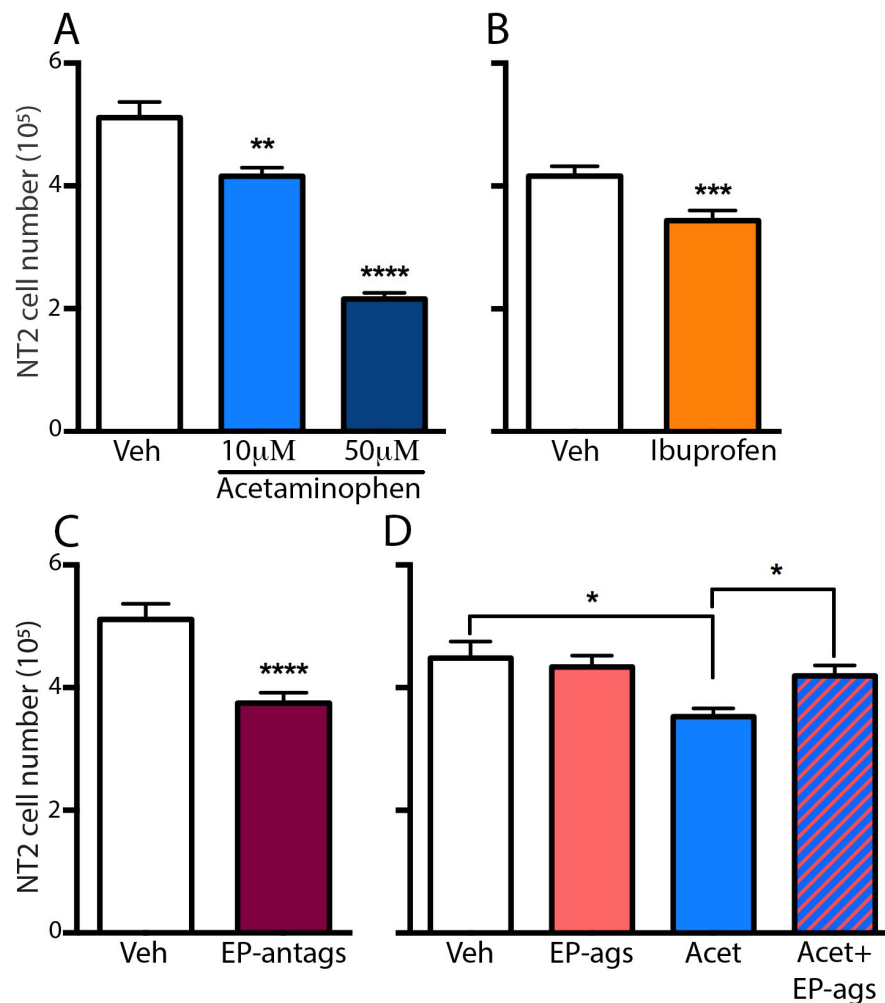 A
B
NT2 cell number (10⁵)
6
4
2
0
**
****
***
Veh
10μM
50μM
Acetaminophen
Veh
Ibuprofen
C
D
NT2 cell number (10⁵)
6
4
2
0
****
*
*
Veh
EP-antags
Veh
EP-ags
Acet
Acet+
EP-ags